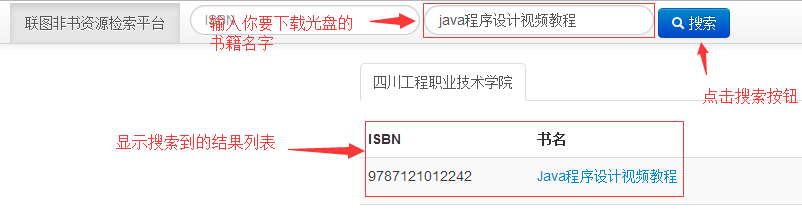 联图非书资源检索平台
ISBN
输入你要下载光盘的
书籍名字
java程序设计视频教程
搜索
四川工程职业技术学院
点击搜索按钮
显示搜索到的结果列表
ISBN 书名
9787121012242 Java程序设计视频教程